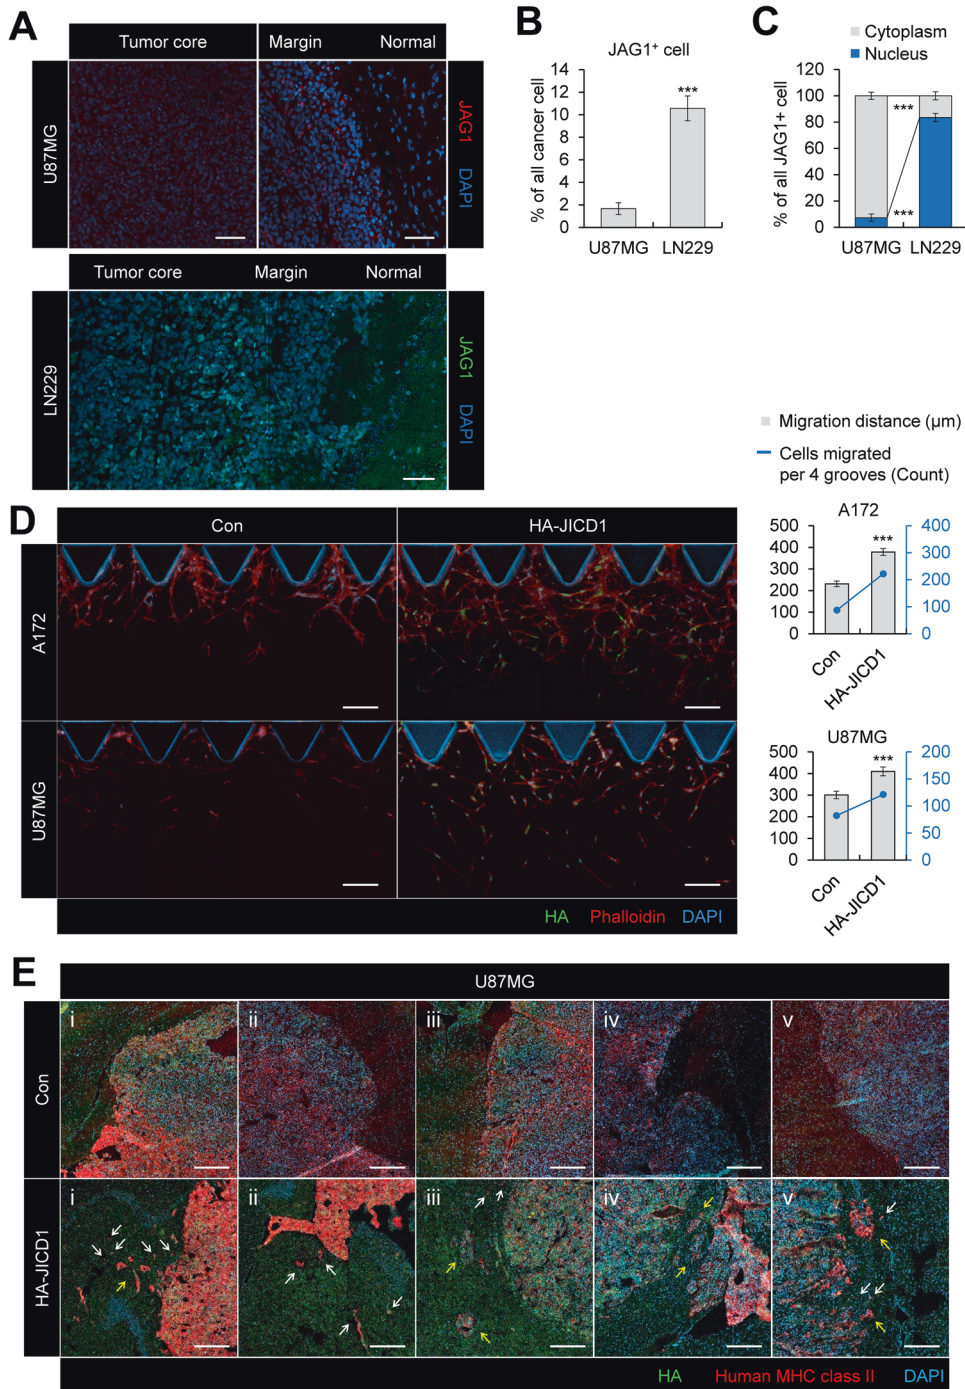 A
Tumor core
Margin
Normal
U87MG
JAG1
DAPI
Tumor core
Margin
Normal
LN229
JAG1
DAPI
B
JAG1⁺ cell
% of all cancer cell
14
12
10
8
6
4
2
0
***
U87MG
LN229
C
Cytoplasm
Nucleus
% of all JAG1+ cell
120
100
80
60
40
20
0
***
***
U87MG
LN229
D
Con
HA-JICD1
A172
U87MG
HA
Phalloidin
DAPI
Migration distance (µm)
Cells migrated
per 4 grooves (Count)
A172
500
400
300
200
100
0
***
400
300
200
100
0
Con
HA-JICD1
U87MG
500
400
300
200
100
0
***
200
150
100
50
0
Con
HA-JICD1
E
U87MG
Con
i
ii
iii
iv
v
HA-JICD1
i
ii
iii
iv
v
HA
Human MHC class II
DAPI